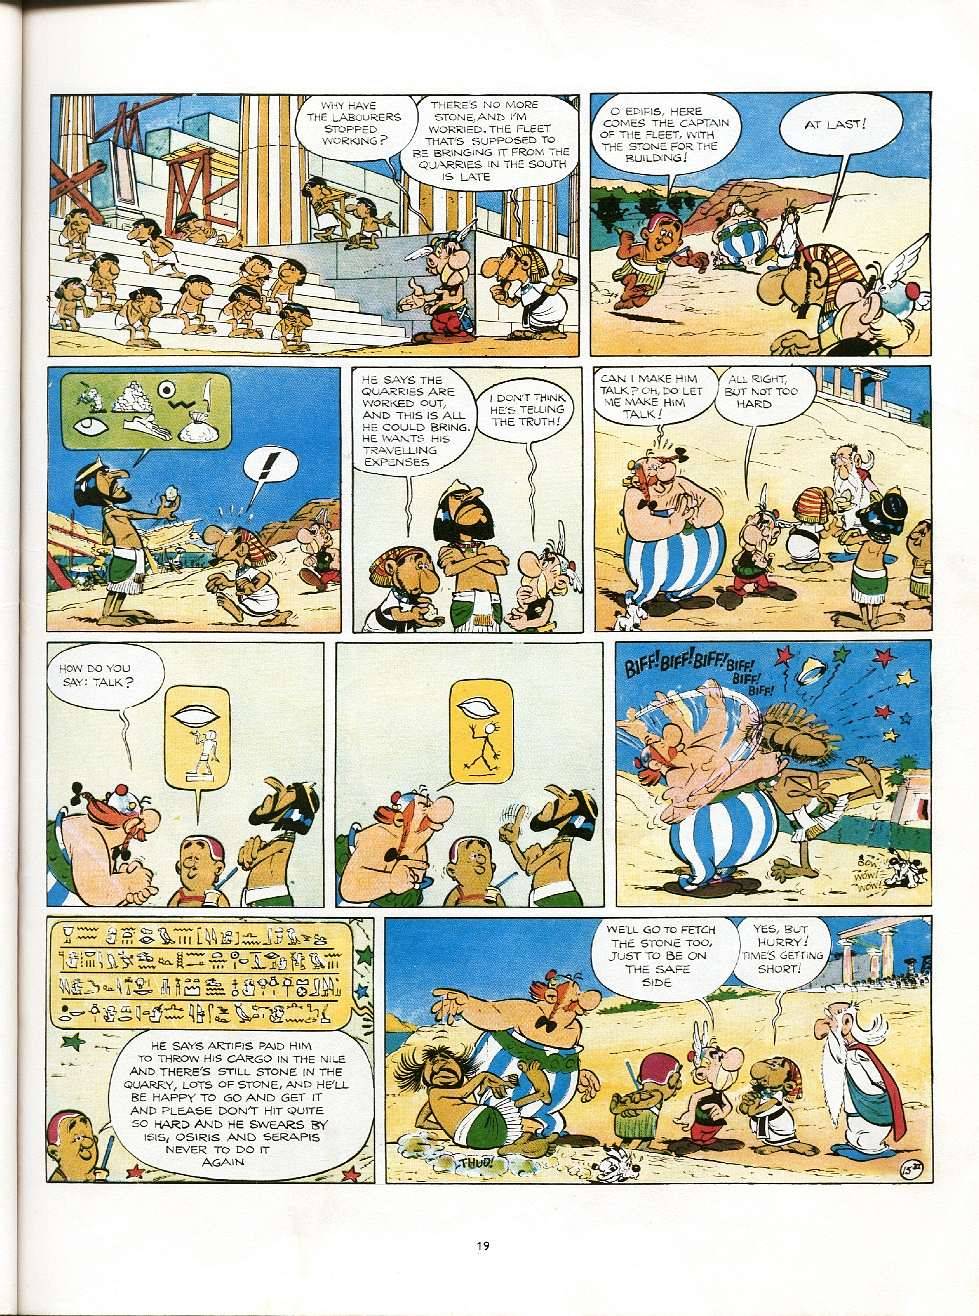 WHY HAVE
THE LABOURERS
STOPPED
WORKING?
THERE'S NO MORE
STONE, AND I'M
WORRIED. THE FLEET
THAT'S SUPPOSED TO
BE BRINGING IT FROM THE
QUARRIES IN THE SOUTH
IS LATE
O EDIFIS, HERE
COMES THE CAPTAIN
OF THE FLEET, WITH
THE STONE FOR THE
BUILDING!
AT LAST!
!
HE SAYS THE
QUARRIES ARE
WORKED OUT,
AND THIS IS ALL
HE COULD BRING.
HE WANTS HIS
TRAVELLING
EXPENSES
I DON'T THINK
HE'S TELLING
THE TRUTH!
CAN I MAKE HIM
TALK? OH, DO LET
ME MAKE HIM
TALK!
ALL RIGHT,
BUT NOT TOO
HARD
HOW DO YOU
SAY: TALK?
BIFF! BIFF! BIFF! BIFF!
BIFF!
BIFF!
BOW
WOW!
WOW!
HE SAYS ARTIFIS PAID HIM
TO THROW HIS CARGO IN THE NILE
AND THERE'S STILL STONE IN THE
QUARRY, LOTS OF STONE, AND HE'LL
BE HAPPY TO GO AND GET IT
AND PLEASE DON'T HIT QUITE
SO HARD AND HE SWEARS BY
ISIS, OSIRIS AND SERAPIS
NEVER TO DO IT
AGAIN
WE'LL GO TO FETCH
THE STONE TOO,
JUST TO BE ON
THE SAFE
SIDE
YES, BUT
HURRY!
TIME'S GETTING
SHORT!
THUD!
19